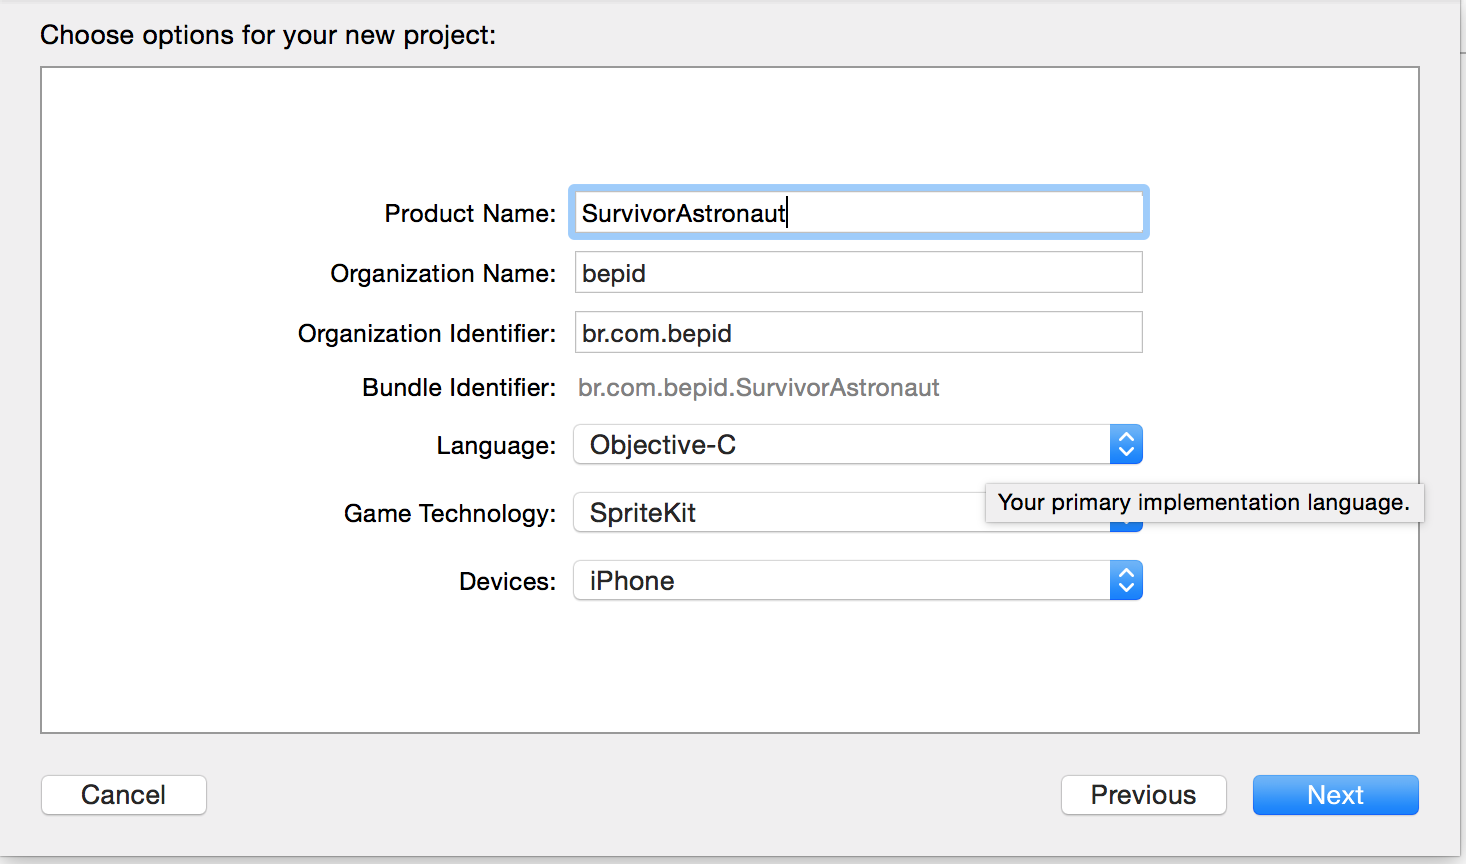 Choose options for your new project:
Product Name: SurvivorAstronaut
Organization Name: bepid
Organization Identifier: br.com.bepid
Bundle Identifier: br.com.bepid.SurvivorAstronaut
Language: Objective-C
Your primary implementation language.
Game Technology: SpriteKit
Devices: iPhone
Cancel Previous Next